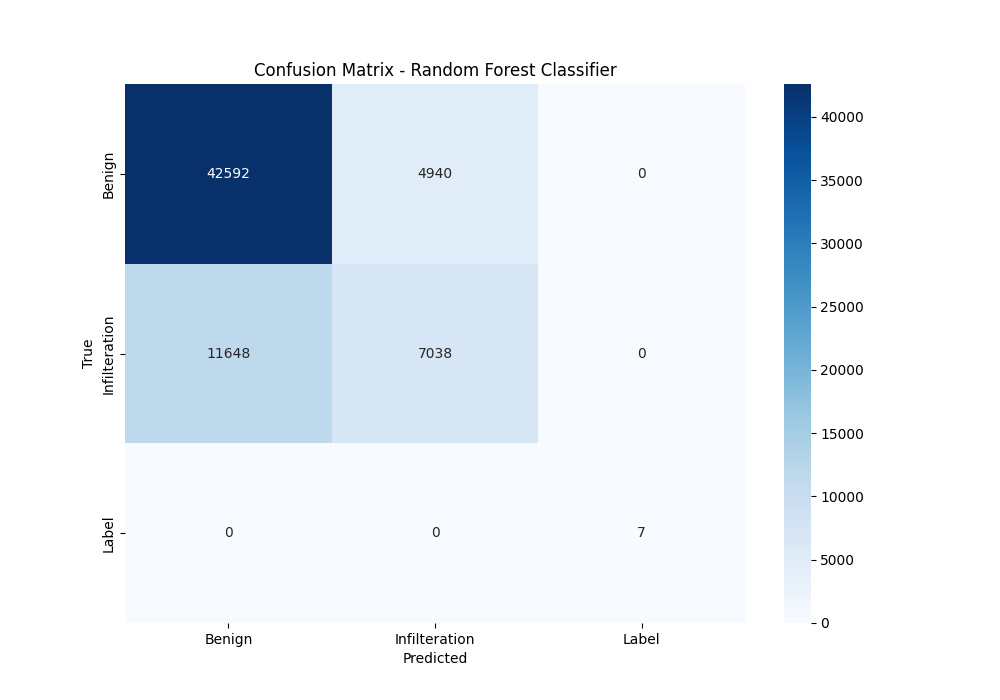 Confusion Matrix - Random Forest Classifier
True
Benign
42592 4940 0
Infilteration
11648 7038 0
Label
0 0 7
Benign Infilteration Label
Predicted
40000
35000
30000
25000
20000
15000
10000
5000
0